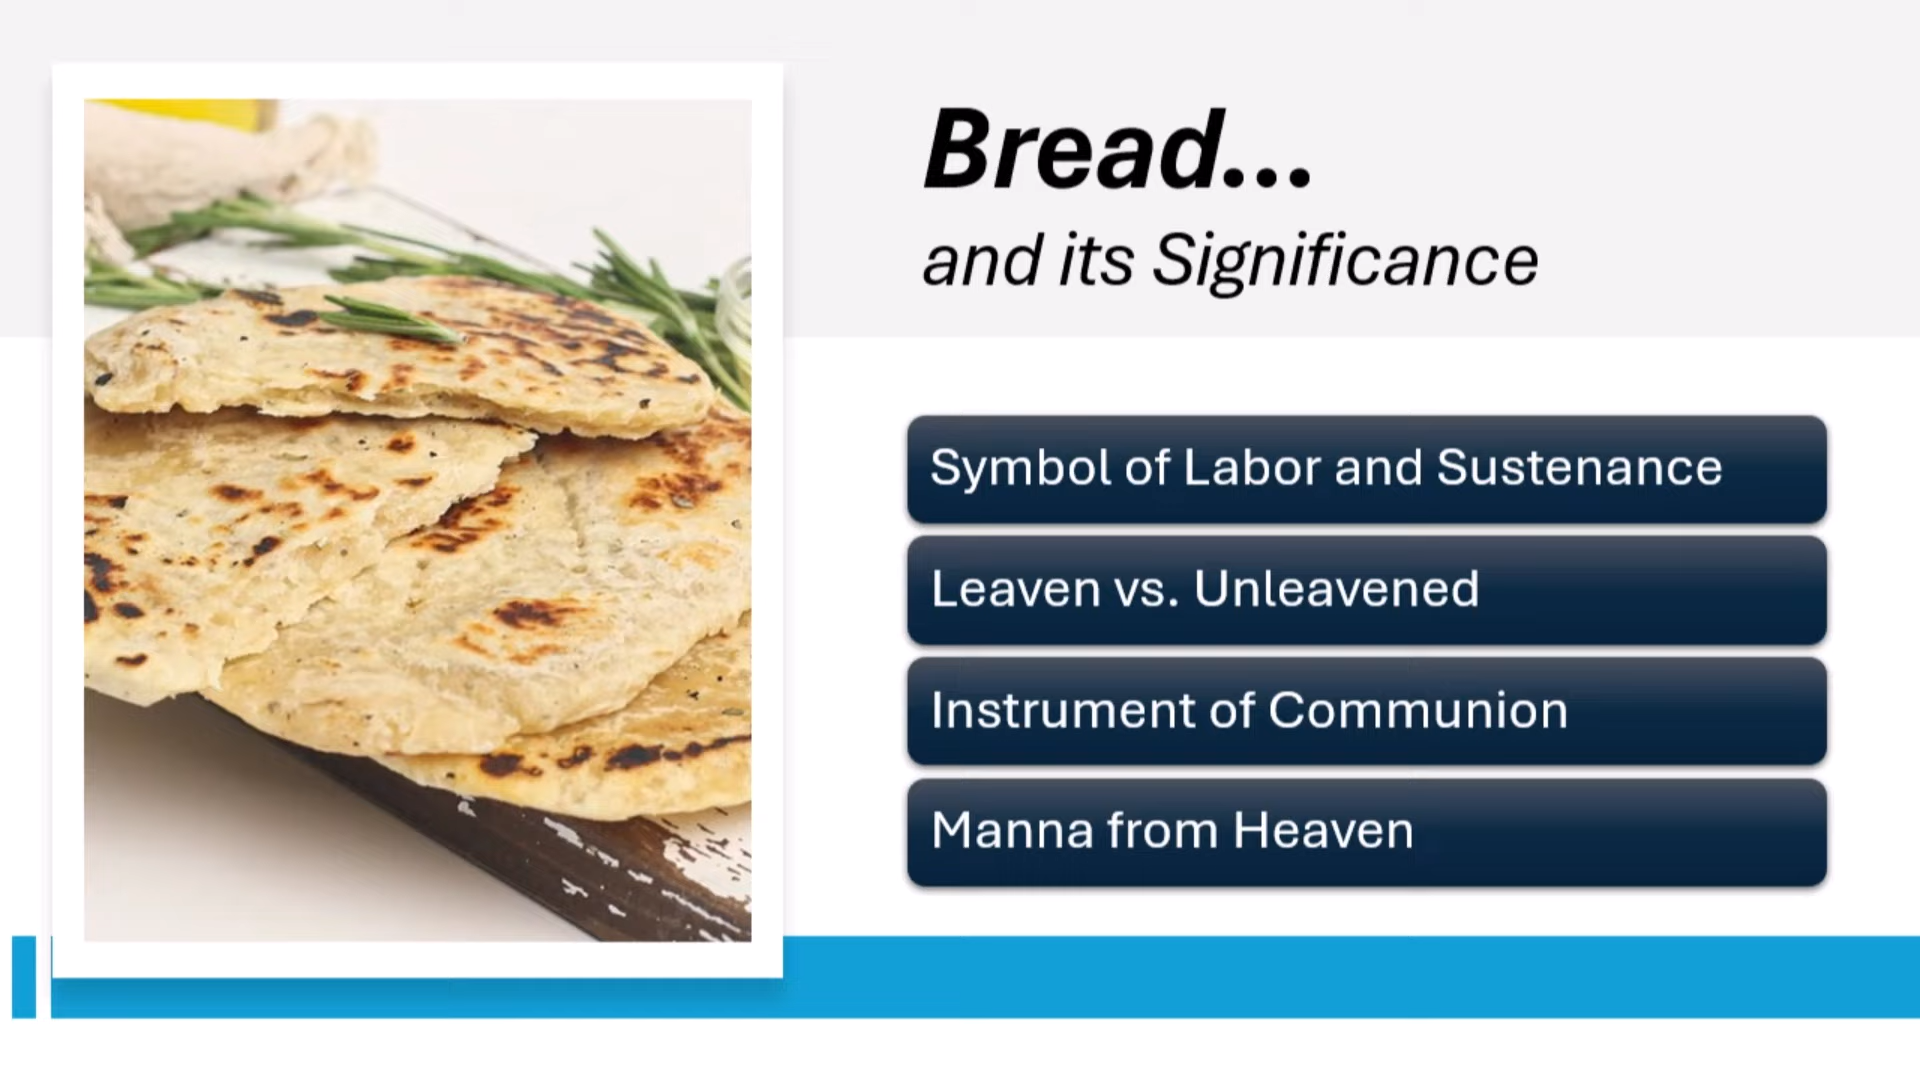 Bread...
and its Significance
Symbol of Labor and Sustenance
Leaven vs. Unleavened
Instrument of Communion
Manna from Heaven